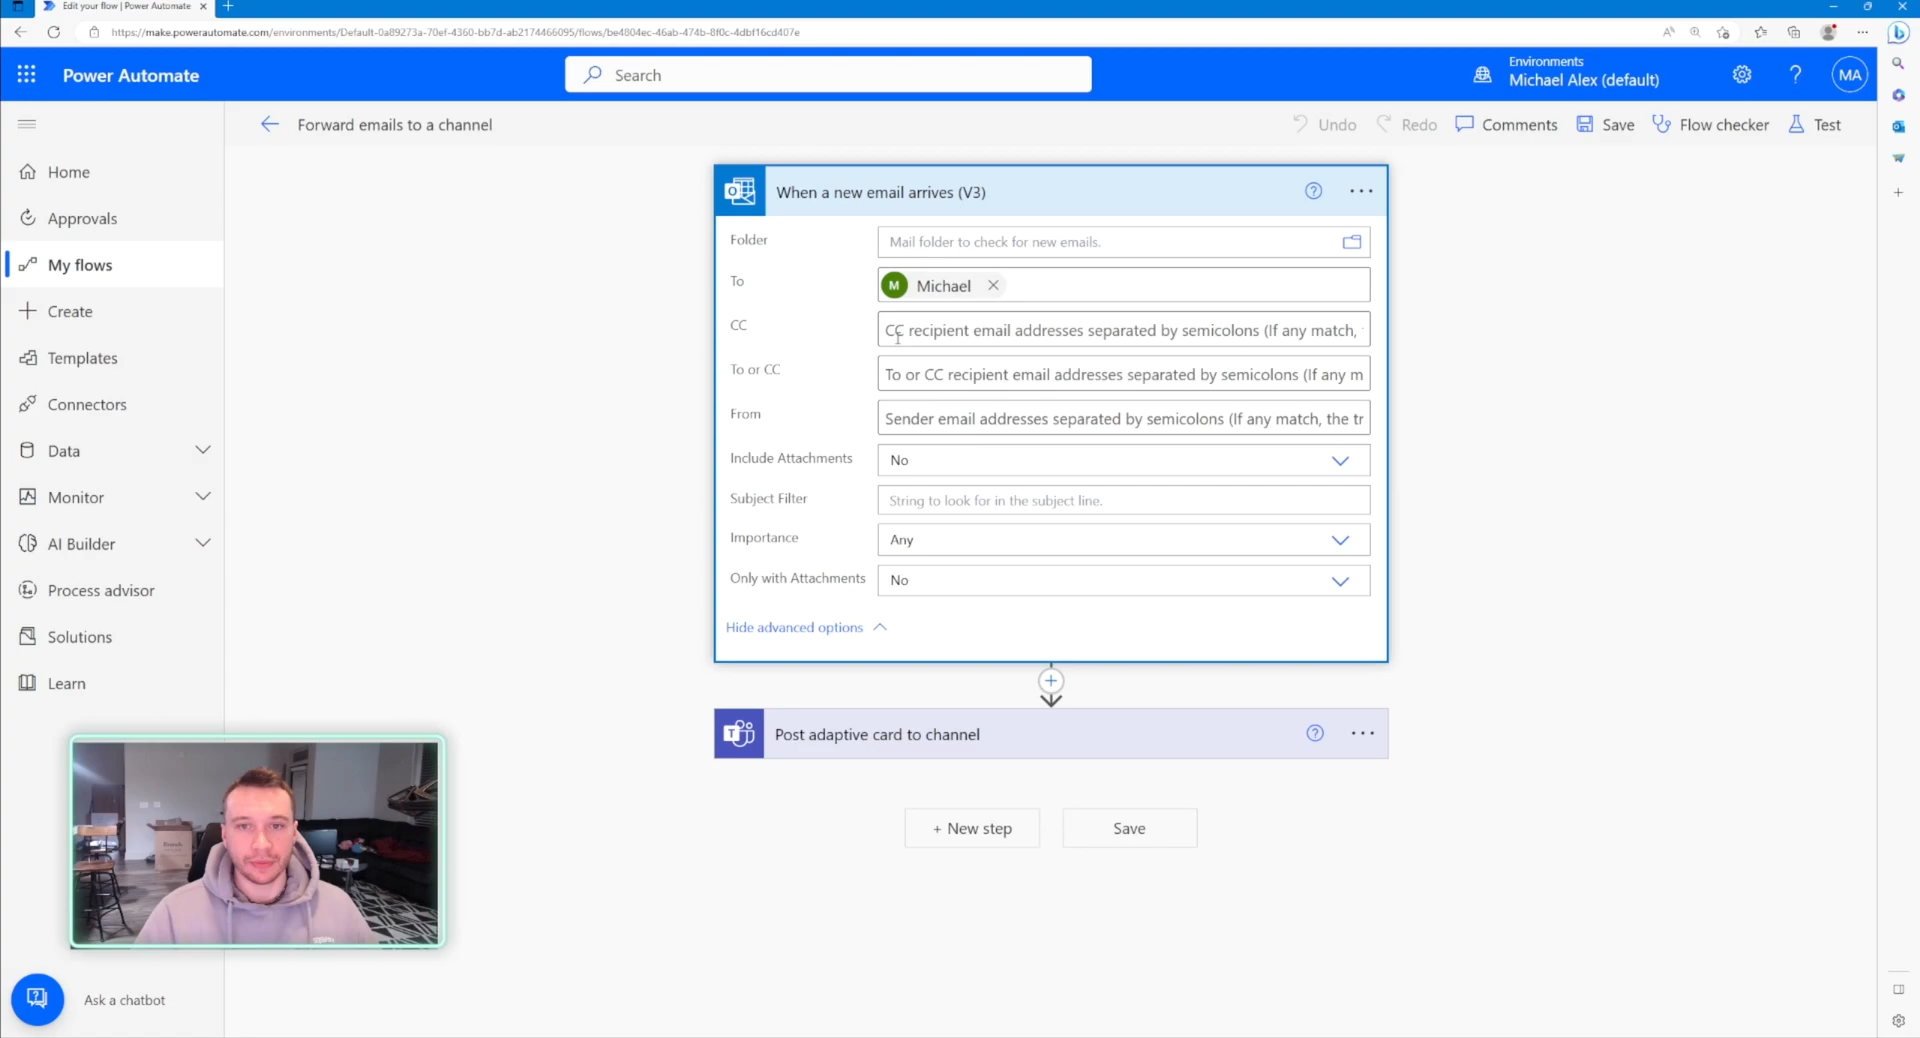 Edit your flow | Power Automate
https://make.powerautomate.com/environments/Default-0a89273a-70ef-4360-bb7d-ab2174466095/flows/be4804ec-46ab-474b-8f0c-4dbf16cd407e
Power Automate
Search
Environments
Michael Alex (default)
MA
Forward emails to a channel
Undo
Redo
Comments
Save
Flow checker
Test
Home
Approvals
My flows
Create
Templates
Connectors
Data
Monitor
AI Builder
Process advisor
Solutions
Learn
Ask a chatbot
When a new email arrives (V3)
Folder
Mail folder to check for new emails.
To
M Michael
CC
CC recipient email addresses separated by semicolons (If any match,
To or CC
To or CC recipient email addresses separated by semicolons (If any m
From
Sender email addresses separated by semicolons (If any match, the tr
Include Attachments
No
Subject Filter
String to look for in the subject line.
Importance
Any
Only with Attachments
No
Hide advanced options
Post adaptive card to channel
+ New step
Save